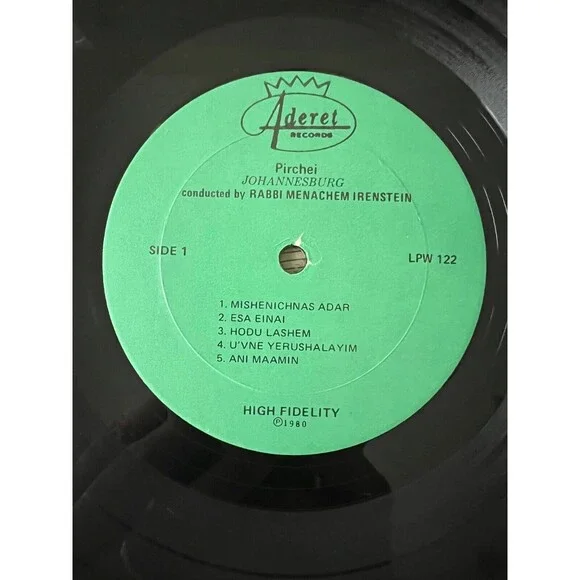 Aderet
RECORDS
Pirchei
JOHANNESBURG
conducted by RABBI MENACHEM IRENSTEIN
SIDE 1
LPW 122
1. MISHENICHNAS ADAR
2. ESA EINAI
3. HODU LASHEM
4. U'VNE YERUSHALAYIM
5. ANI MAAMIN
HIGH FIDELITY
℗1980